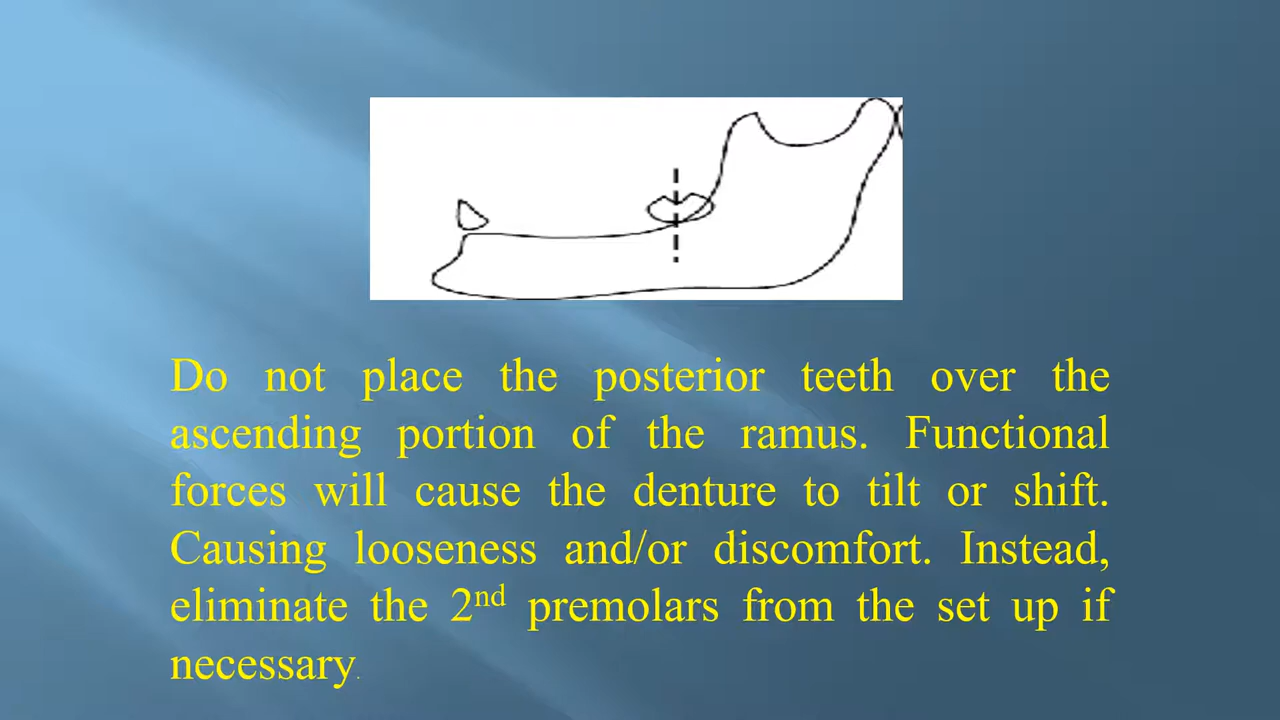 Do not place the posterior teeth over the
ascending portion of the ramus. Functional
forces will cause the denture to tilt or shift.
Causing looseness and/or discomfort. Instead,
eliminate the 2nd premolars from the set up if
necessary.